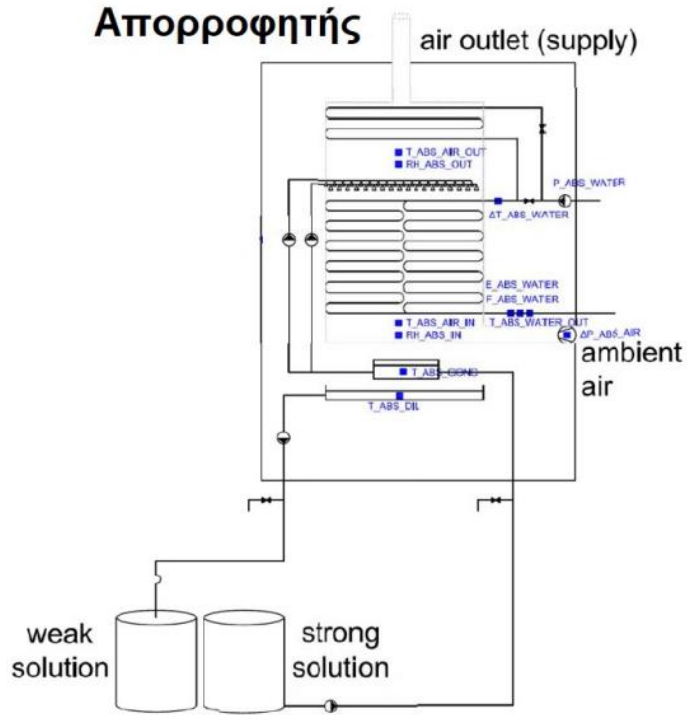 Απορροφητής
air outlet (supply)
T_ABS_AIR_OUT
RH_ABS_OUT
P_ABS_WATER
ΔT_ABS_WATER
E_ABS_WATER
F_ABS_WATER
T_ABS_AIR_IN
T_ABS_WATER_OUT
RH_ABS_IN
ΔP_ABS_AIR
ambient
air
T_ABS_CONC
T_ABS_DIL
weak
solution
strong
solution